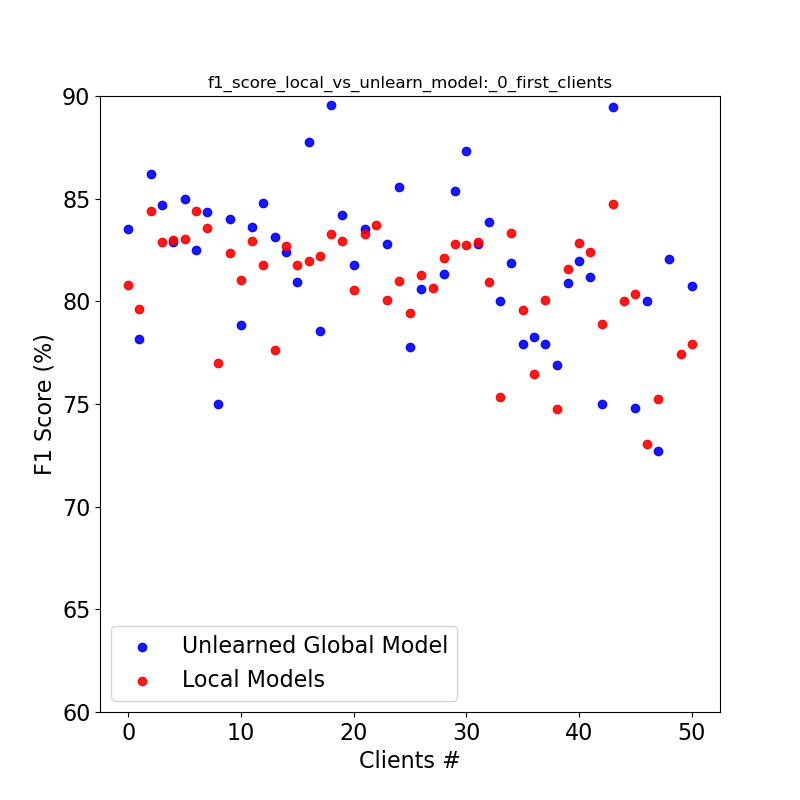 f1_score_local_vs_unlearn_model:_0_first_clients
90
85
80
75
70
65
60
F1 Score (%)
Unlearned Global Model
Local Models
0 10 20 30 40 50
Clients #